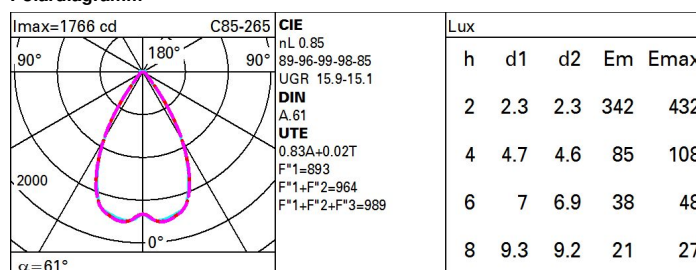 Imax=1766 cd C85-265
90° 180° 90°
2000
0°
α=61°
CIE
nL 0.85
89-96-99-98-85
UGR 15.9-15.1
DIN
A.61
UTE
0.83A+0.02T
F"1=893
F"1+F"2=964
F"1+F"2+F"3=989
Lux
h d1 d2 Em Emax
2 2.3 2.3 342 432
4 4.7 4.6 85 108
6 7 6.9 38 48
8 9.3 9.2 21 27